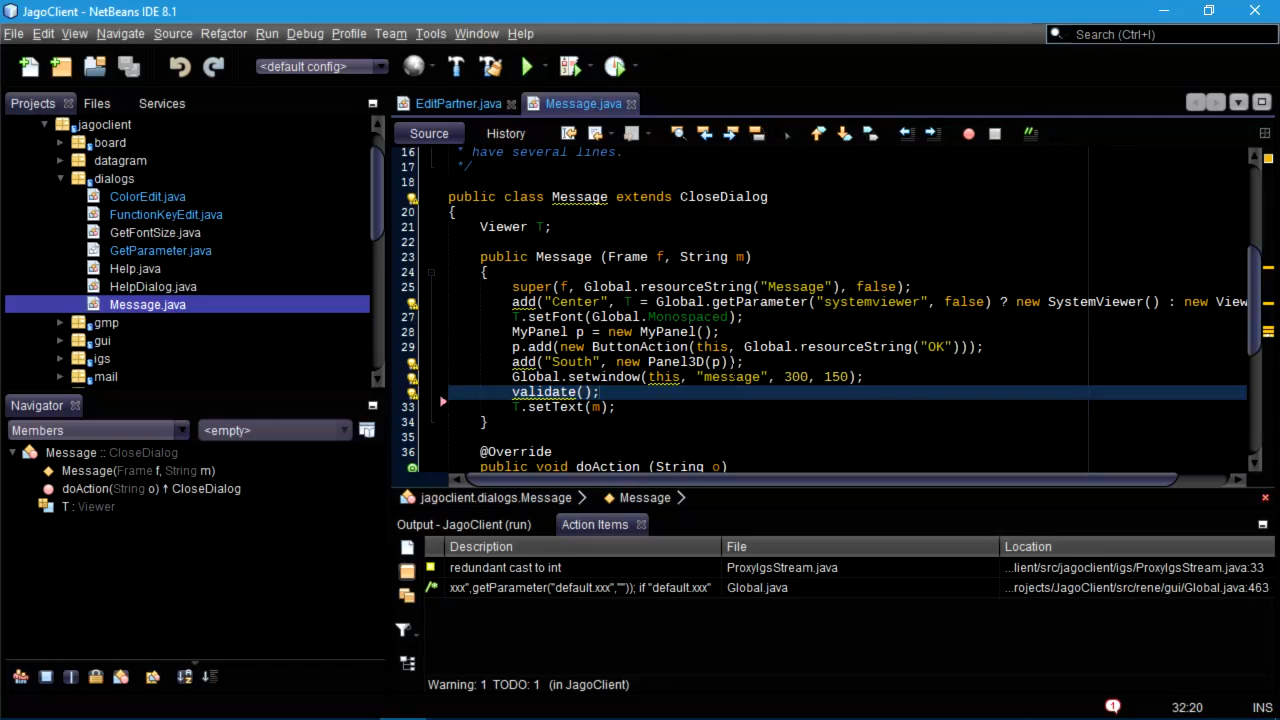 JagoClient - NetBeans IDE 8.1
File Edit View Navigate Source Refactor Run Debug Profile Team Tools Window Help
Search (Ctrl+I)
<default config>
Projects Files Services
EditPartner.java Message.java
Source History
jagoclient
board
datagram
dialogs
ColorEdit.java
FunctionKeyEdit.java
GetFontSize.java
GetParameter.java
Help.java
HelpDialog.java
Message.java
gmp
gui
igs
mail
16 * have several lines.
17 */
18
public class Message extends CloseDialog
20 {
21 Viewer T;
22
23 public Message (Frame f, String m)
24 {
25 super(f, Global.resourceString("Message"), false);
add("Center", T = Global.getParameter("systemviewer", false) ? new SystemViewer() : new View
27 T.setFont(Global.Monospaced);
28 MyPanel p = new MyPanel();
29 p.add(new ButtonAction(this, Global.resourceString("OK")));
add("South", new Panel3D(p));
Global.setwindow(this, "message", 300, 150);
validate();
33 T.setText(m);
34 }
35
36 @Override
public void doAction (String o)
Navigator
Members <empty>
Message :: CloseDialog
Message(Frame f, String m)
doAction(String o) ↑ CloseDialog
T : Viewer
jagoclient.dialogs.Message Message
Output - JagoClient (run) Action Items
Description File Location
redundant cast to int ProxyIgsStream.java ...lient/src/jagoclient/igs/ProxyIgsStream.java:33
/* xxx",getParameter("default.xxx","")); if "default.xxx" Global.java ...rojects/JagoClient/src/rene/gui/Global.java:463
Warning: 1 TODO: 1 (in JagoClient)
1 32:20 INS